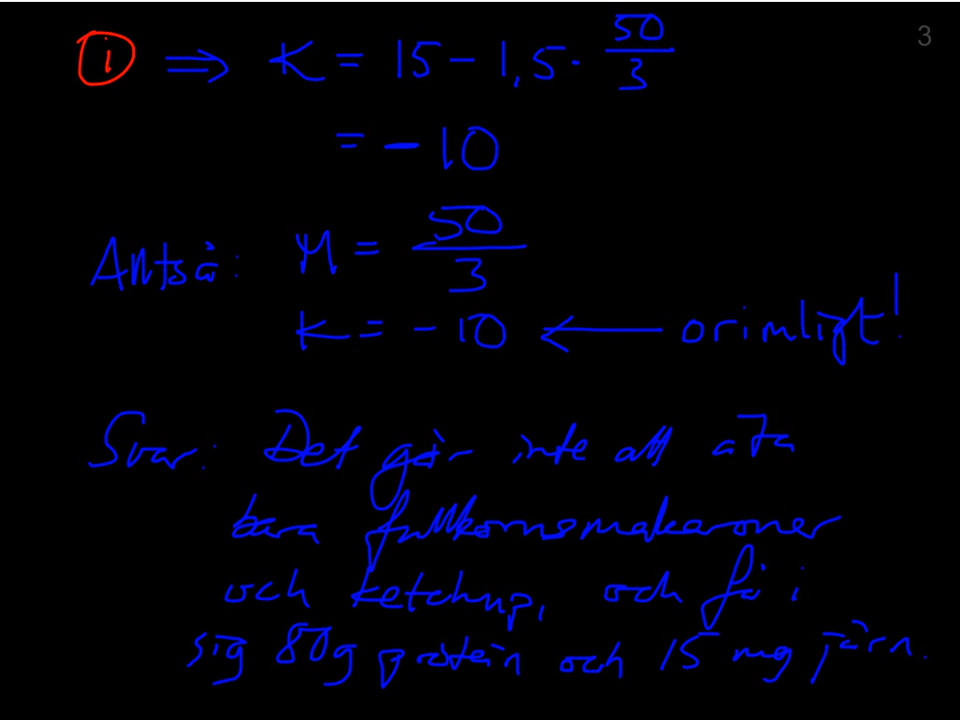 3
i ⟹ K = 15 - 1,5 · 50/3
= -10
Alltså: M = 50/3
K = -10 ← orimligt!
Svar: Det går inte att äta
bara fullkornsmakaroner
och ketchup, och få i
sig 80g protein och 15 mg järn.